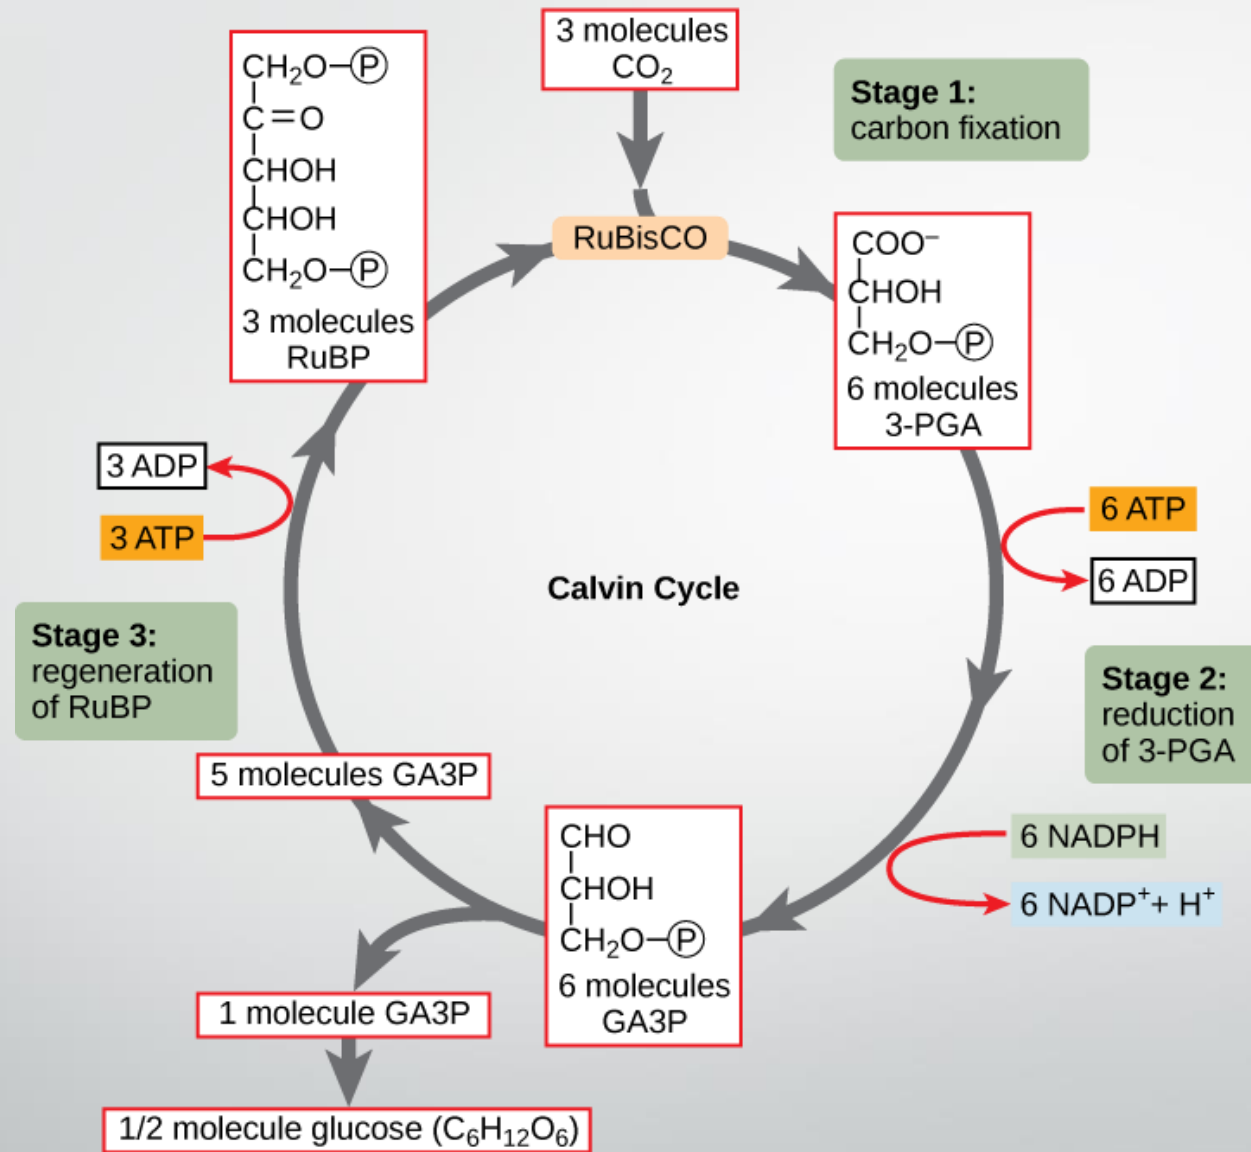 3 molecules
CO₂
Stage 1:
carbon fixation
CH₂O–Ⓟ
C=O
CHOH
CHOH
CH₂O–Ⓟ
3 molecules
RuBP
RuBisCO
COO⁻
CHOH
CH₂O–Ⓟ
6 molecules
3-PGA
3 ADP
3 ATP
6 ATP
6 ADP
Calvin Cycle
Stage 3:
regeneration
of RuBP
Stage 2:
reduction
of 3-PGA
5 molecules GA3P
CHO
CHOH
CH₂O–Ⓟ
6 molecules
GA3P
6 NADPH
6 NADP⁺+ H⁺
1 molecule GA3P
1/2 molecule glucose (C₆H₁₂O₆)